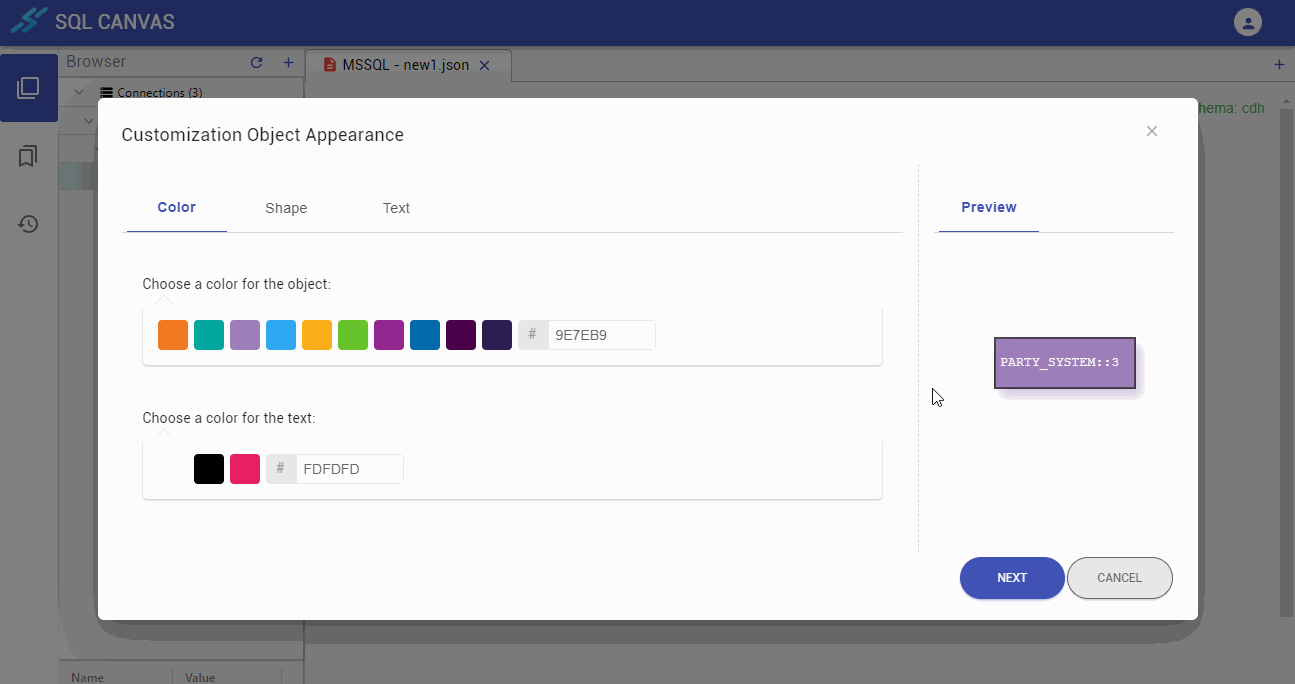 SQL CANVAS
Browser
MSSQL - new1.json
Connections (3)
hema: cdh
Customization Object Appearance
Color
Shape
Text
Preview
Choose a color for the object:
# 9E7EB9
PARTY_SYSTEM::3
Choose a color for the text:
# FDFDFD
NEXT
CANCEL
Name
Value